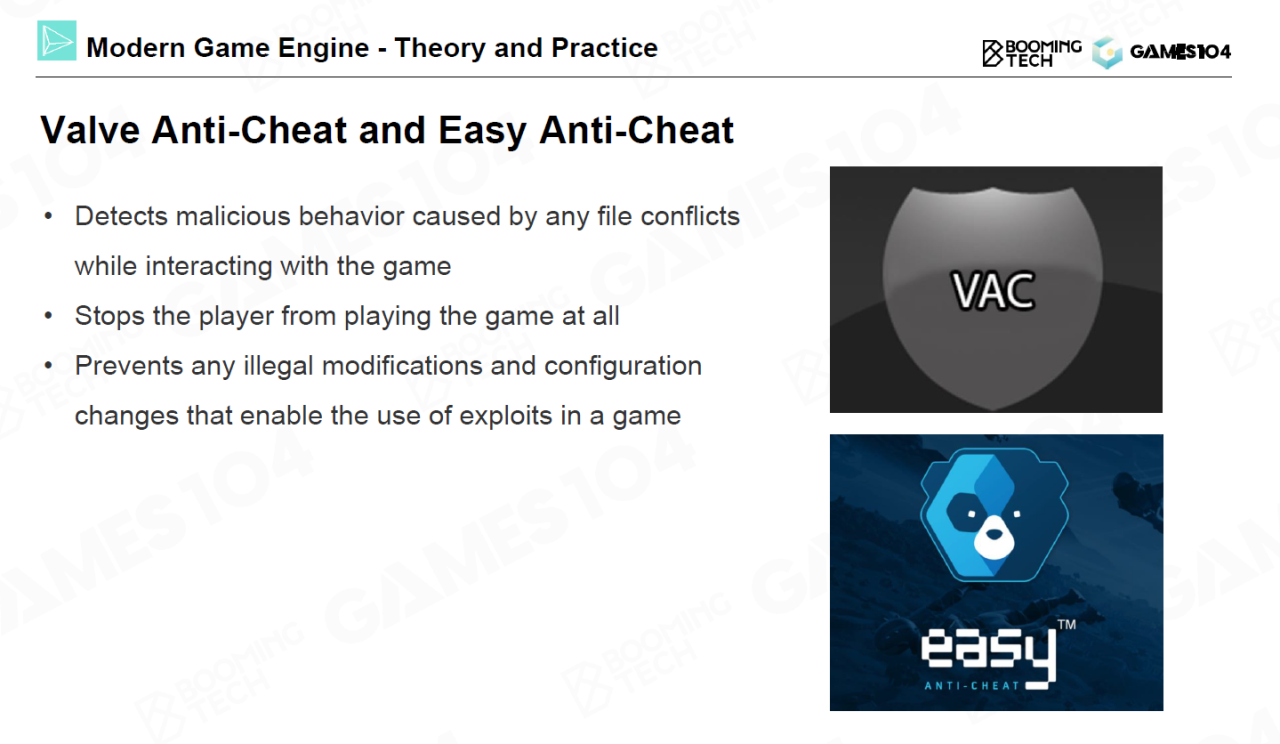 Modern Game Engine - Theory and Practice
BOOMING
TECH
GAMES104
Valve Anti-Cheat and Easy Anti-Cheat
• Detects malicious behavior caused by any file conflicts
while interacting with the game
• Stops the player from playing the game at all
• Prevents any illegal modifications and configuration
changes that enable the use of exploits in a game
VAC
easy™
ANTI-CHEAT